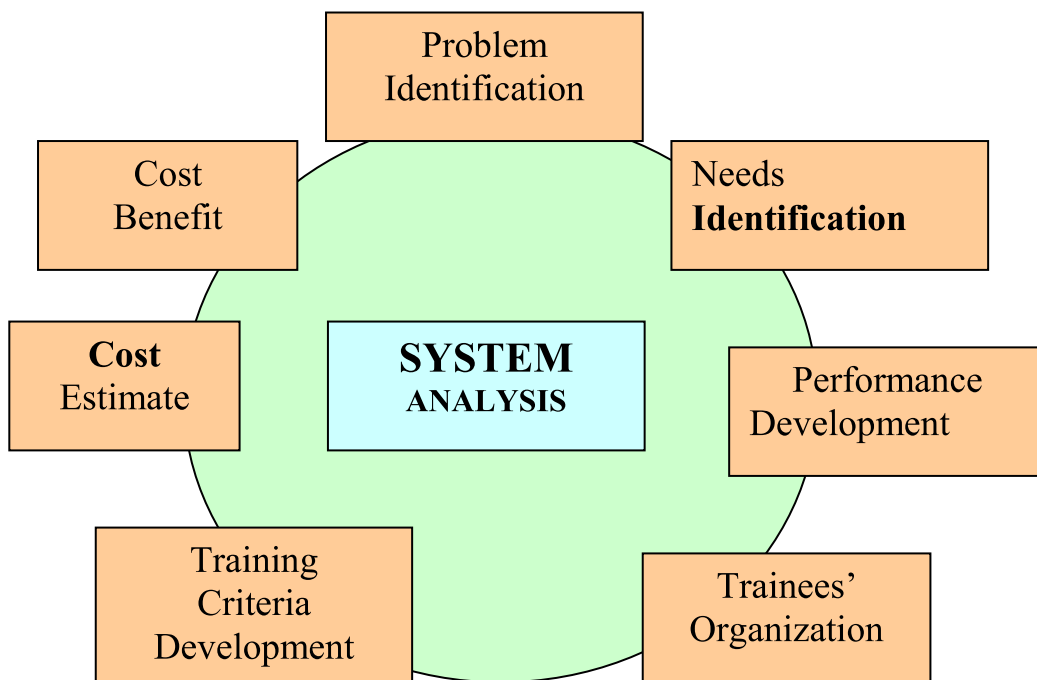 Problem
Identification
Cost
Benefit
Needs
Identification
Cost
Estimate
SYSTEM
ANALYSIS
Performance
Development
Training
Criteria
Development
Trainees’
Organization